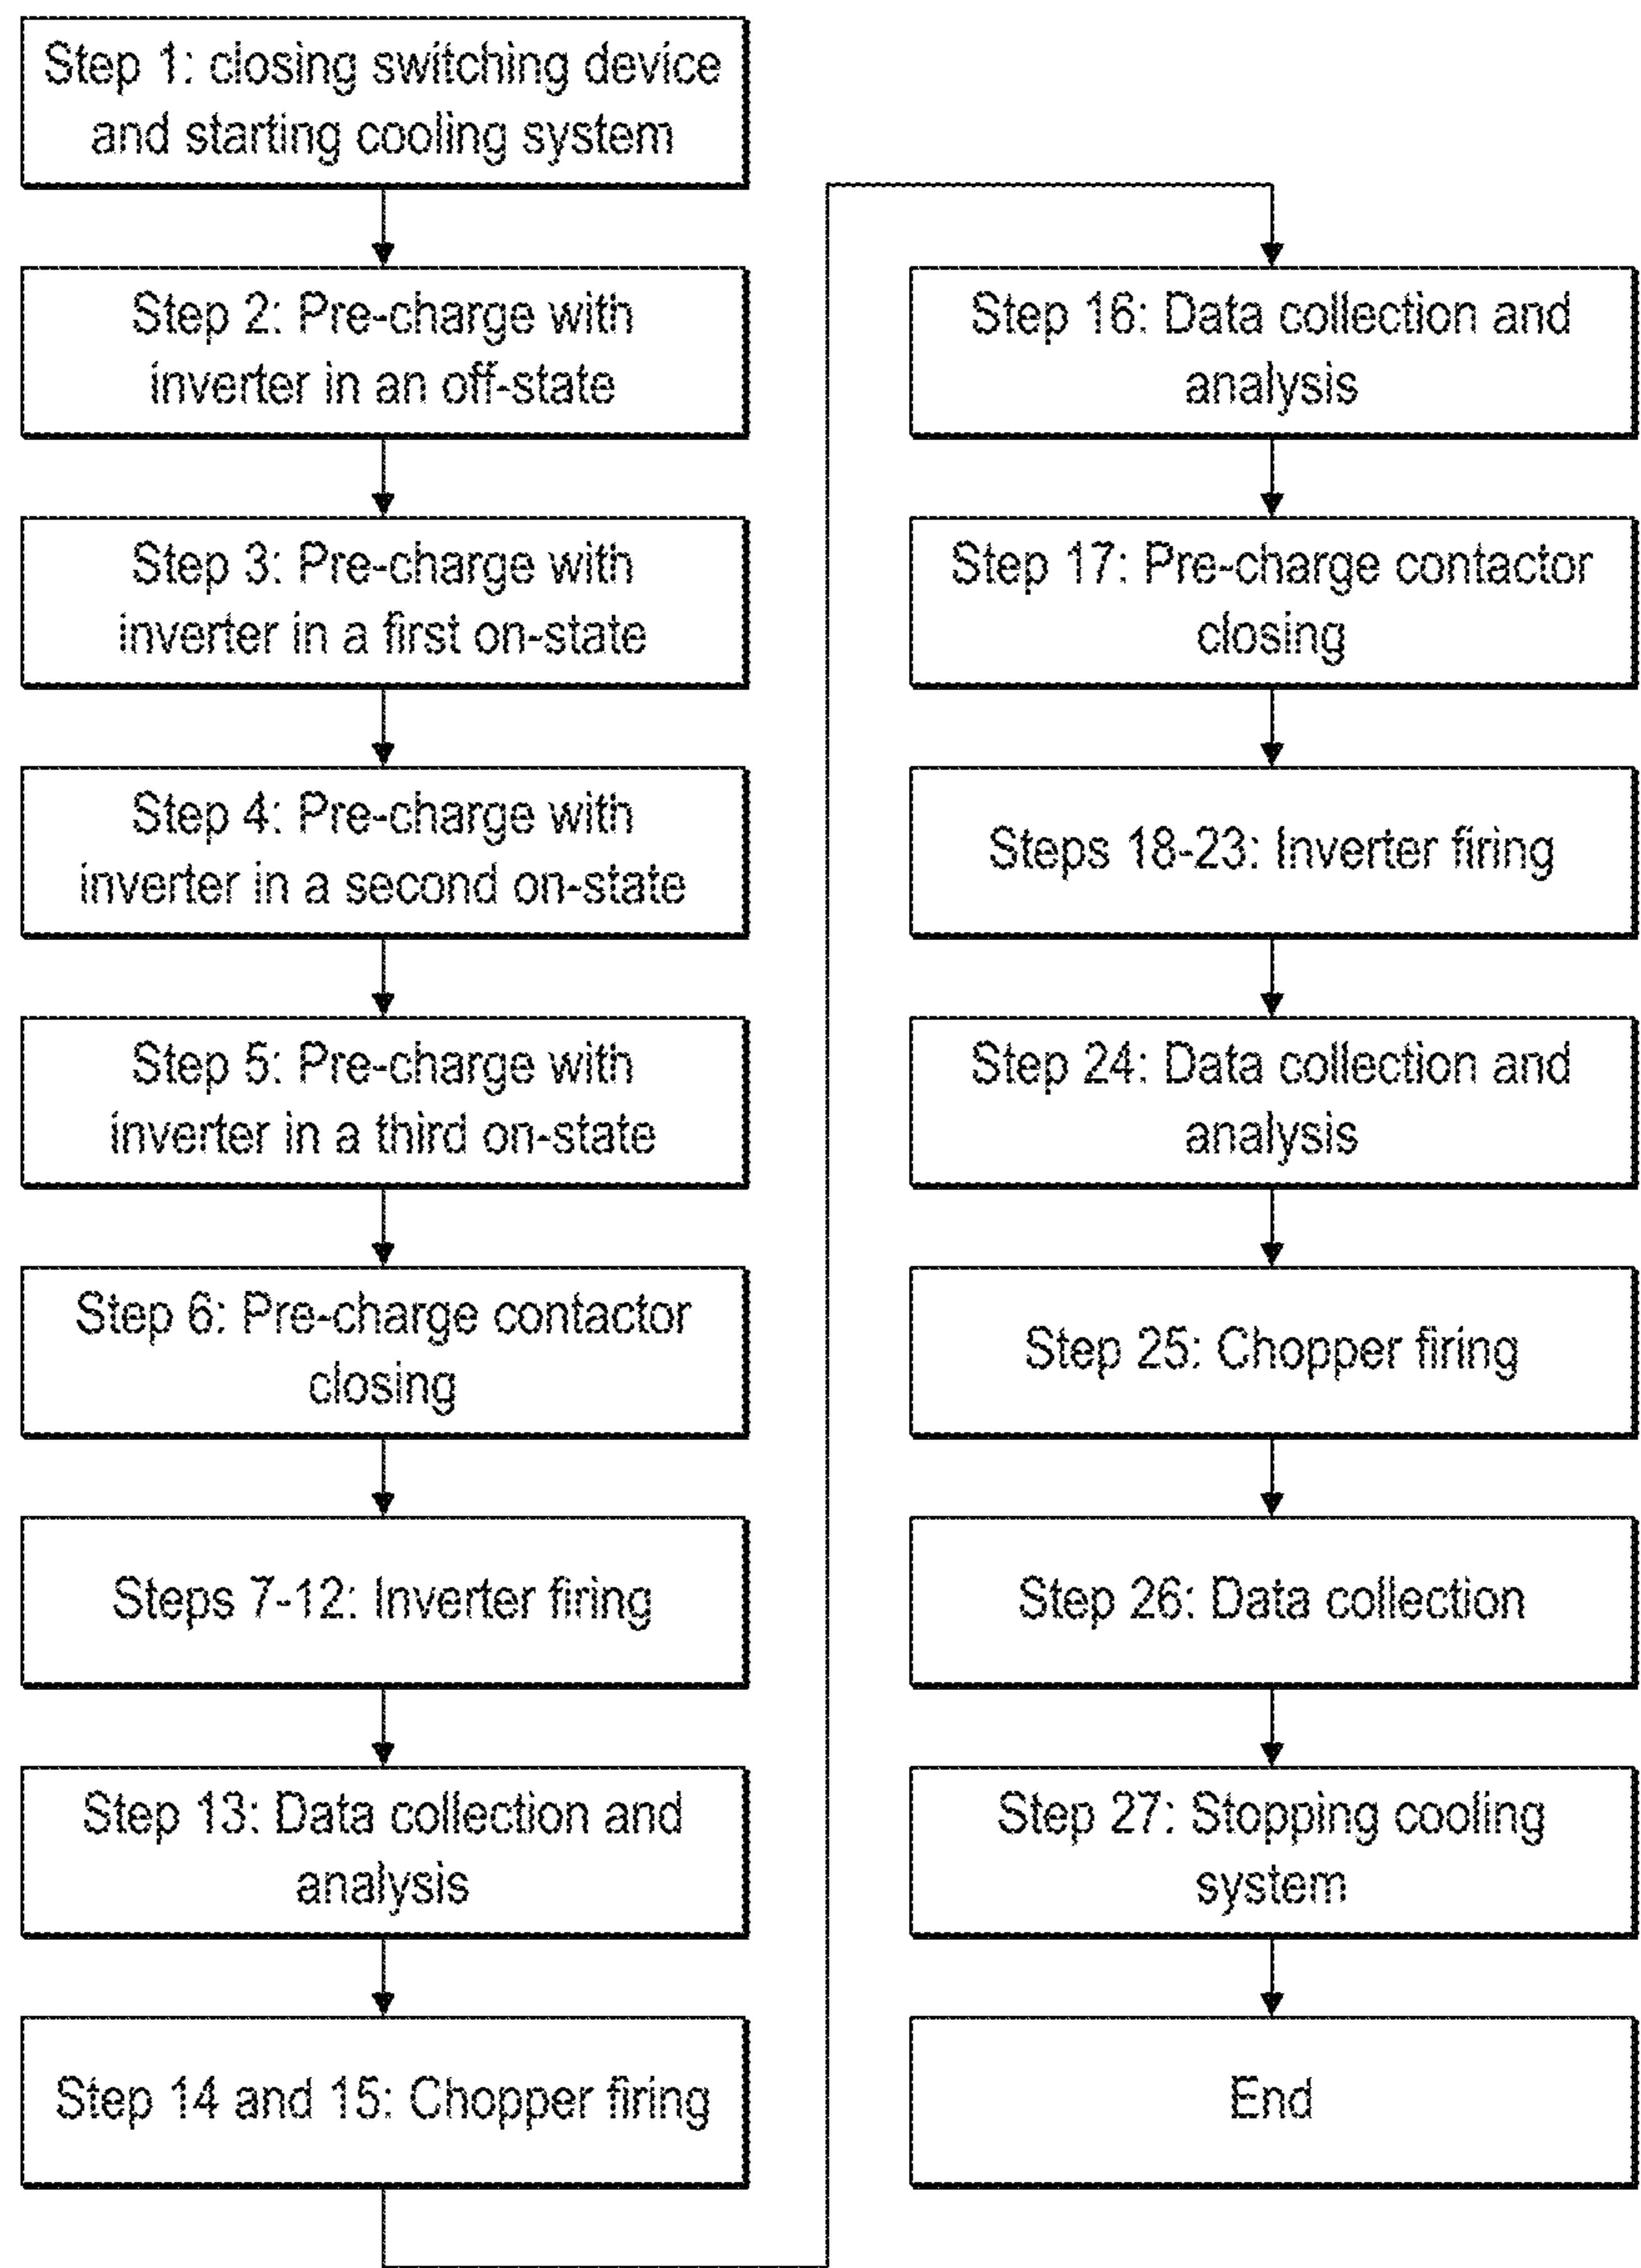 Step 1: closing switching device
and starting cooling system
Step 2: Pre-charge with
inverter in an off-state
Step 3: Pre-charge with
inverter in a first on-state
Step 4: Pre-charge with
inverter in a second on-state
Step 5: Pre-charge with
inverter in a third on-state
Step 6: Pre-charge contactor
closing
Steps 7-12: Inverter firing
Step 13: Data collection and
analysis
Step 14 and 15: Chopper firing
Step 16: Data collection and
analysis
Step 17: Pre-charge contactor
closing
Steps 18-23: Inverter firing
Step 24: Data collection and
analysis
Step 25: Chopper firing
Step 26: Data collection
Step 27: Stopping cooling
system
End